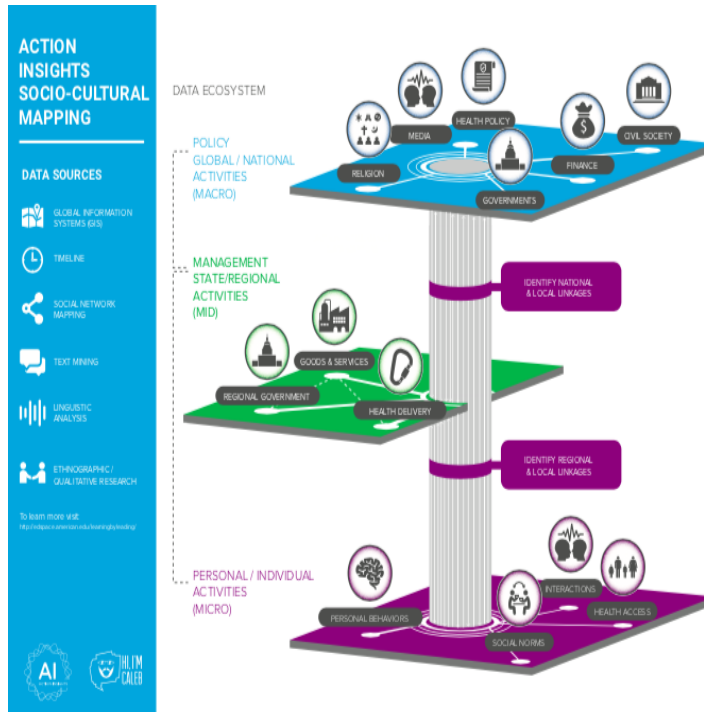 ACTION
INSIGHTS
SOCIO-CULTURAL
MAPPING
DATA SOURCES
GLOBAL INFORMATION
SYSTEMS (GIS)
TIMELINE
SOCIAL NETWORK
MAPPING
TEXT MINING
LINGUISTIC
ANALYSIS
ETHNOGRAPHIC /
QUALITATIVE RESEARCH
To learn more visit
AI
HI, I'M
CALEB
DATA ECOSYSTEM
POLICY
GLOBAL / NATIONAL
ACTIVITIES
(MACRO)
MANAGEMENT
STATE/REGIONAL
ACTIVITIES
(MID)
PERSONAL / INDIVIDUAL
ACTIVITIES
(MICRO)
HEALTH POLICY
MEDIA
CIVIL SOCIETY
RELIGION
FINANCE
$
GOVERNMENTS
IDENTIFY NATIONAL
& LOCAL LINKAGES
GOODS & SERVICES
REGIONAL GOVERNMENT
HEALTH DELIVERY
IDENTIFY REGIONAL
& LOCAL LINKAGES
INTERACTIONS
PERSONAL BEHAVIORS
HEALTH ACCESS
SOCIAL NORMS